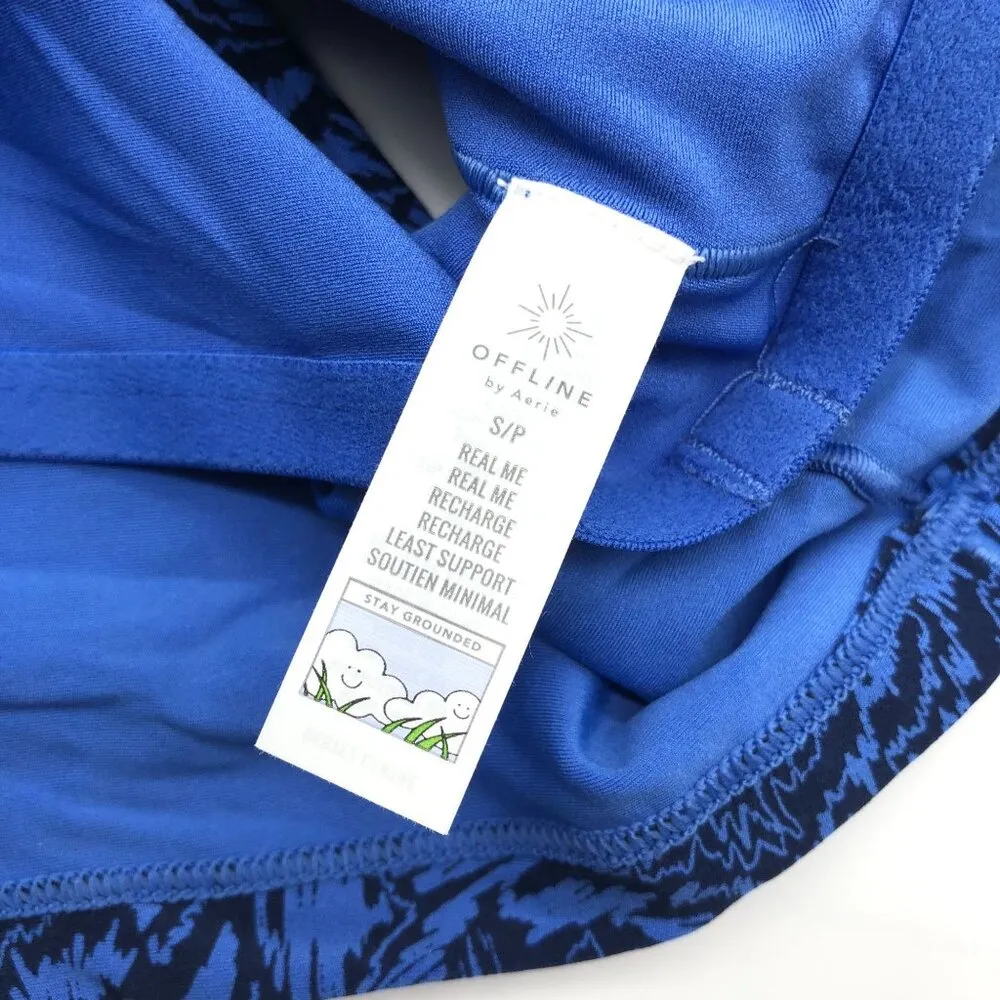 OFFLINE
by Aerie
S/P
REAL ME
REAL ME
RECHARGE
RECHARGE
LEAST SUPPORT
SOUTIEN MINIMAL
STAY GROUNDED